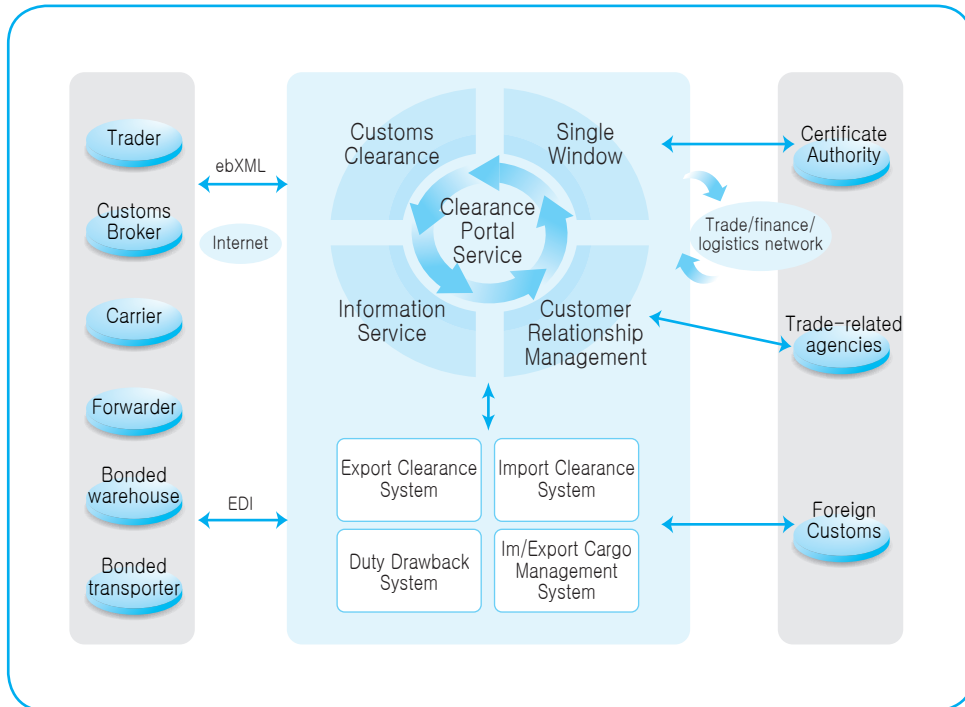 Trader
Customs
Broker
Carrier
Forwarder
Bonded
warehouse
Bonded
transporter
ebXML
Internet
EDI
Customs
Clearance
Single
Window
Clearance
Portal
Service
Information
Service
Customer
Relationship
Management
Export Clearance
System
Import Clearance
System
Duty Drawback
System
Im/Export Cargo
Management
System
Trade/finance/
logistics network
Certificate
Authority
Trade-related
agencies
Foreign
Customs